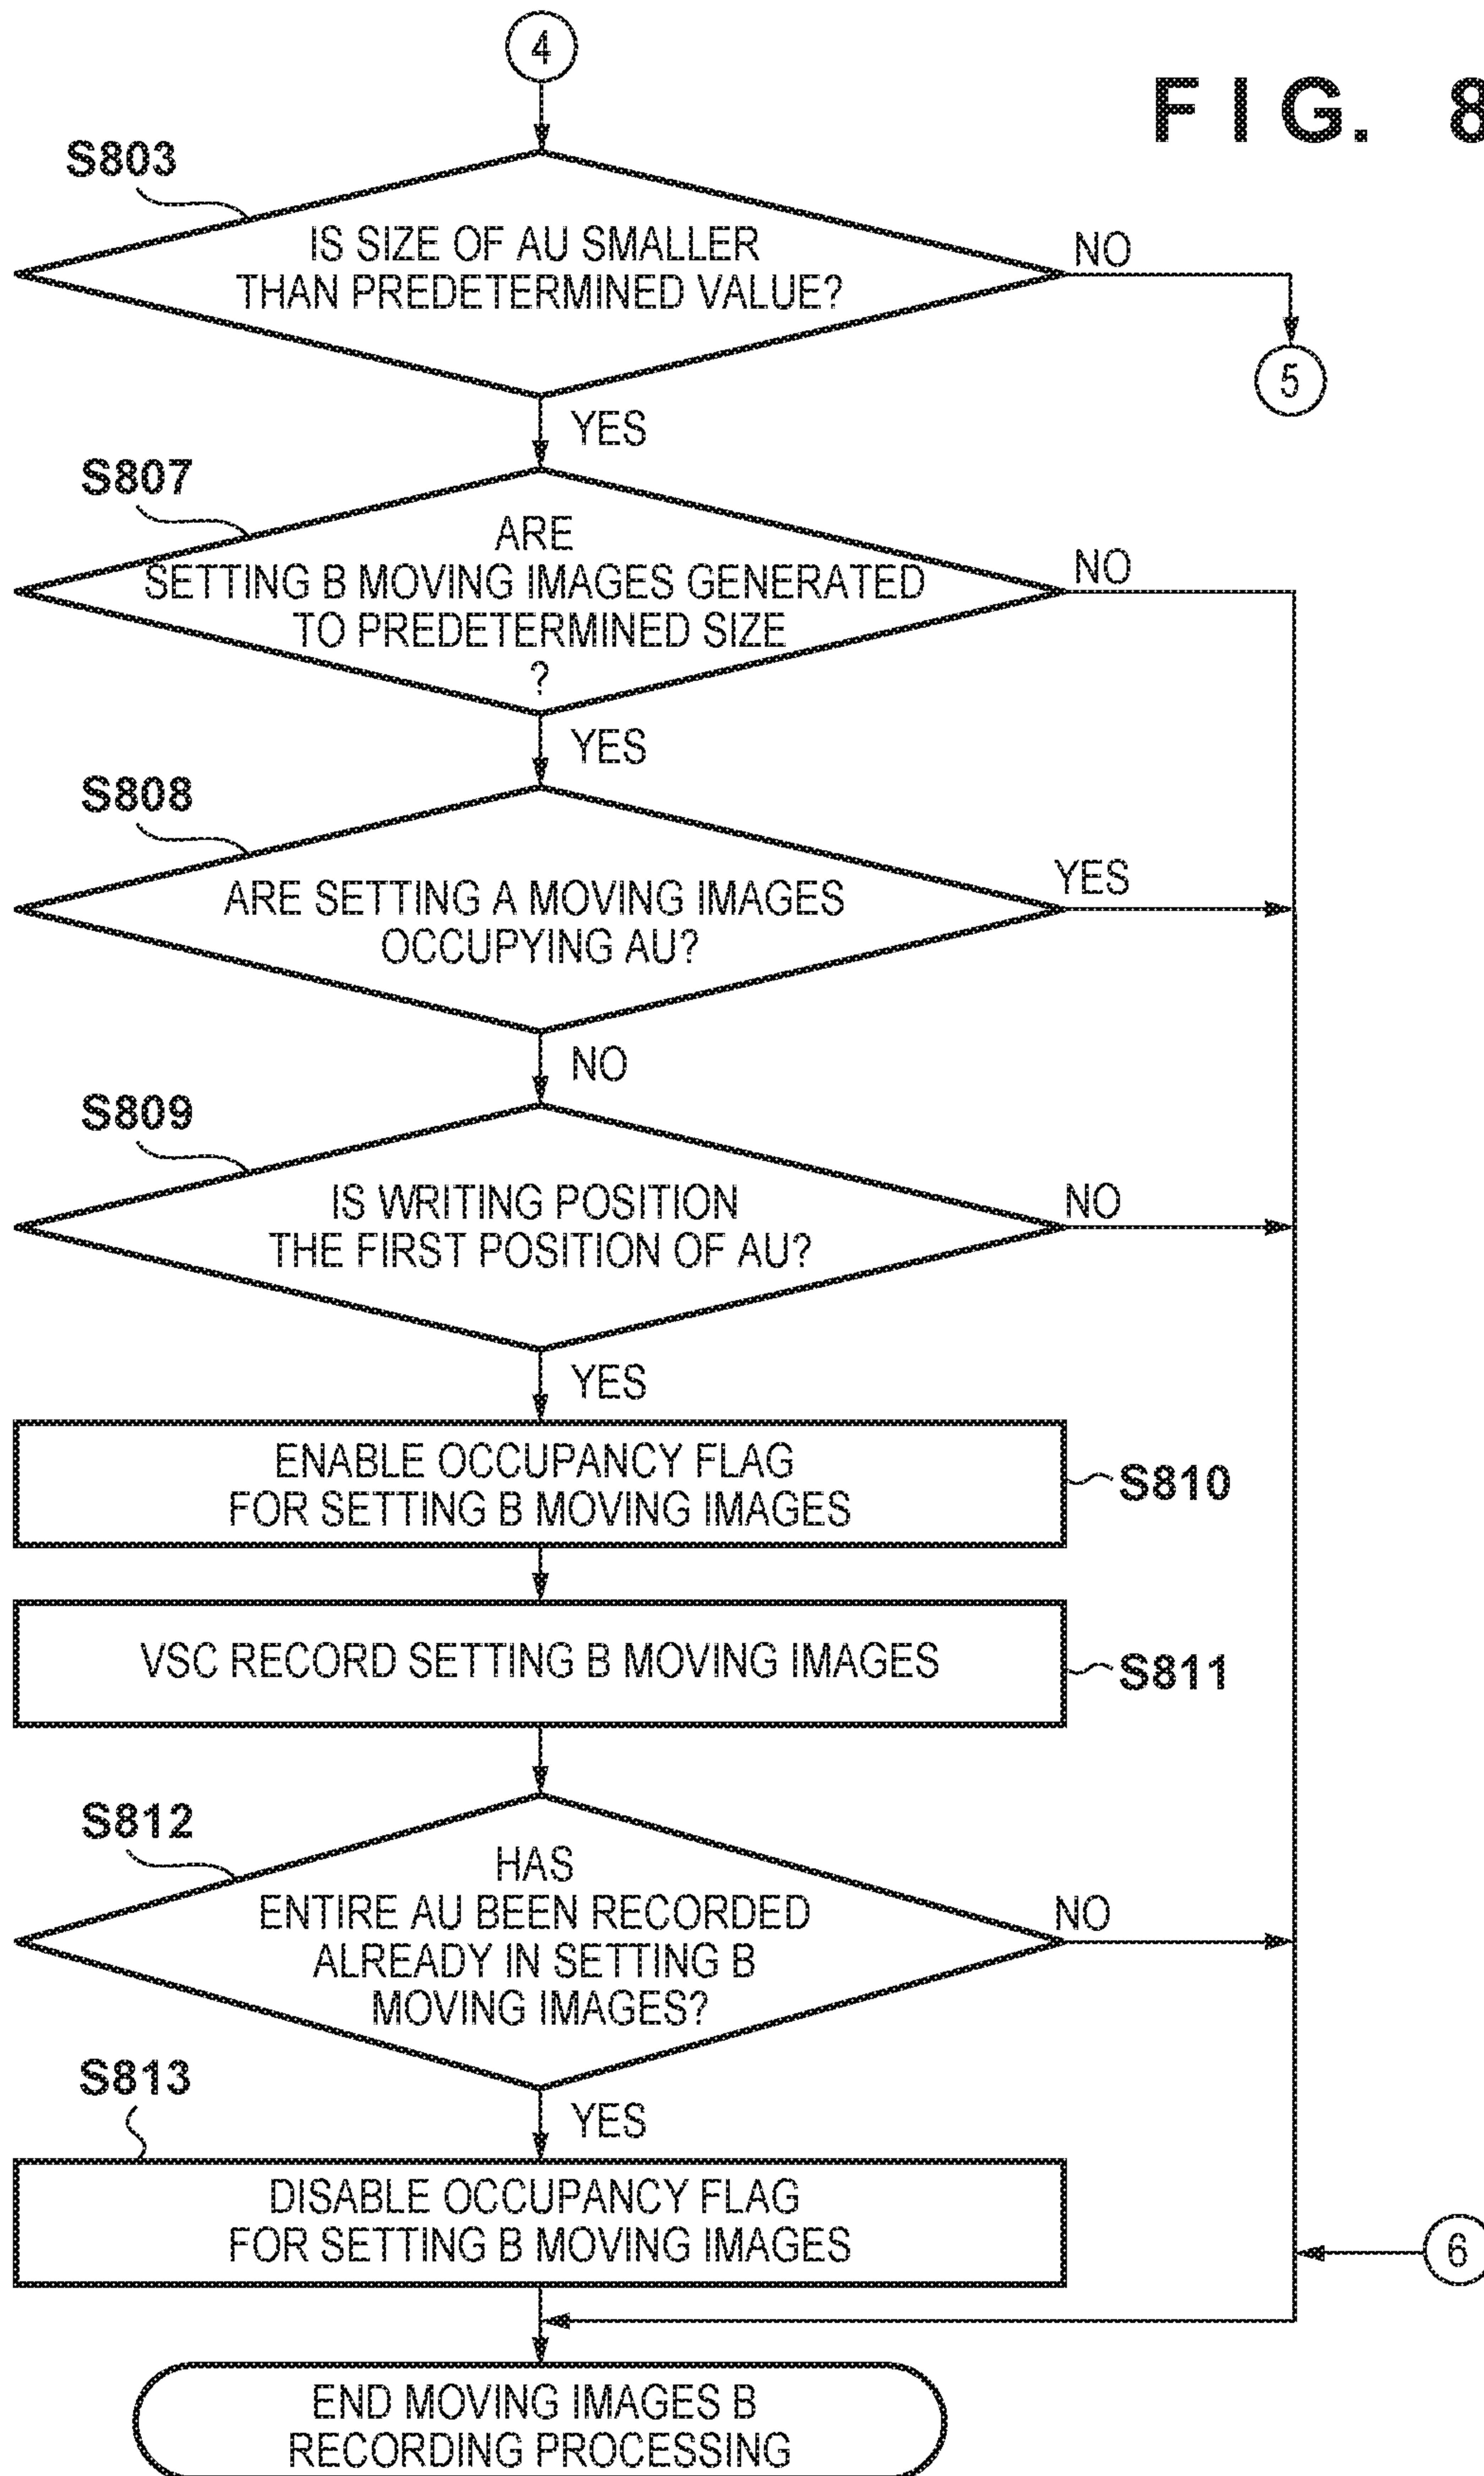 4
FIG. 8
S803
IS SIZE OF AU SMALLER
THAN PREDETERMINED VALUE?
NO
5
YES
S807
ARE
SETTING B MOVING IMAGES GENERATED
TO PREDETERMINED SIZE
?
NO
YES
S808
ARE SETTING A MOVING IMAGES
OCCUPYING AU?
YES
NO
S809
IS WRITING POSITION
THE FIRST POSITION OF AU?
NO
YES
ENABLE OCCUPANCY FLAG
FOR SETTING B MOVING IMAGES
S810
VSC RECORD SETTING B MOVING IMAGES
S811
S812
HAS
ENTIRE AU BEEN RECORDED
ALREADY IN SETTING B
MOVING IMAGES?
NO
YES
S813
DISABLE OCCUPANCY FLAG
FOR SETTING B MOVING IMAGES
6
END MOVING IMAGES B
RECORDING PROCESSING